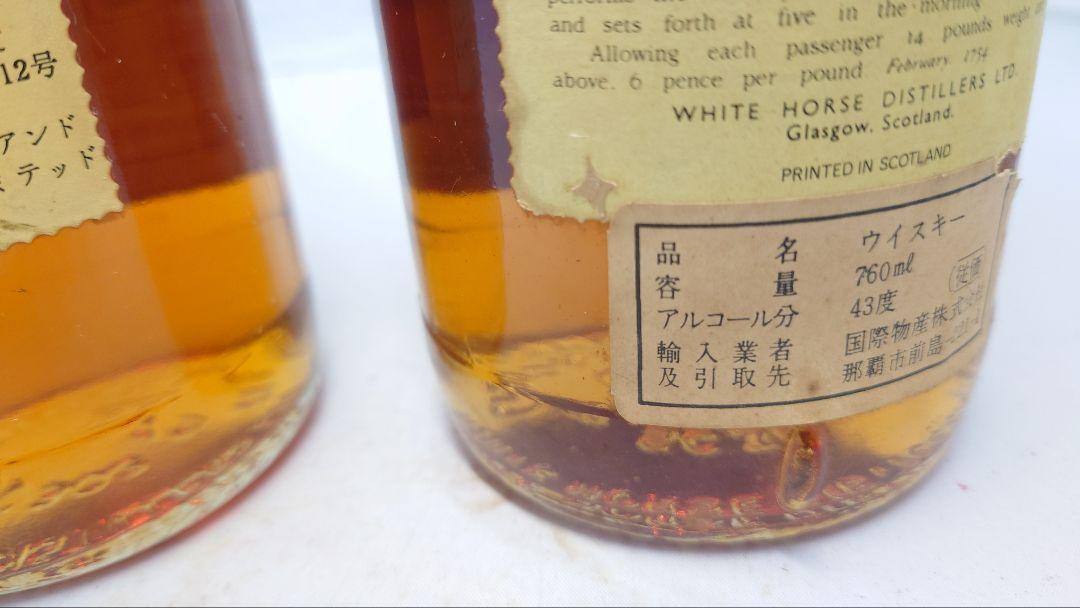 12号
アンド
ミテッド
and sets forth at five in the morning
Allowing each passenger 14 pounds weight
above. 6 pence per pound. February. 1754
WHITE HORSE DISTILLERS LTD.
Glasgow, Scotland.
PRINTED IN SCOTLAND
品名 ウイスキー
容量 760ml 従価
アルコール分 43度
輸入業者 国際物産株式会社
及引取先 那覇市前島